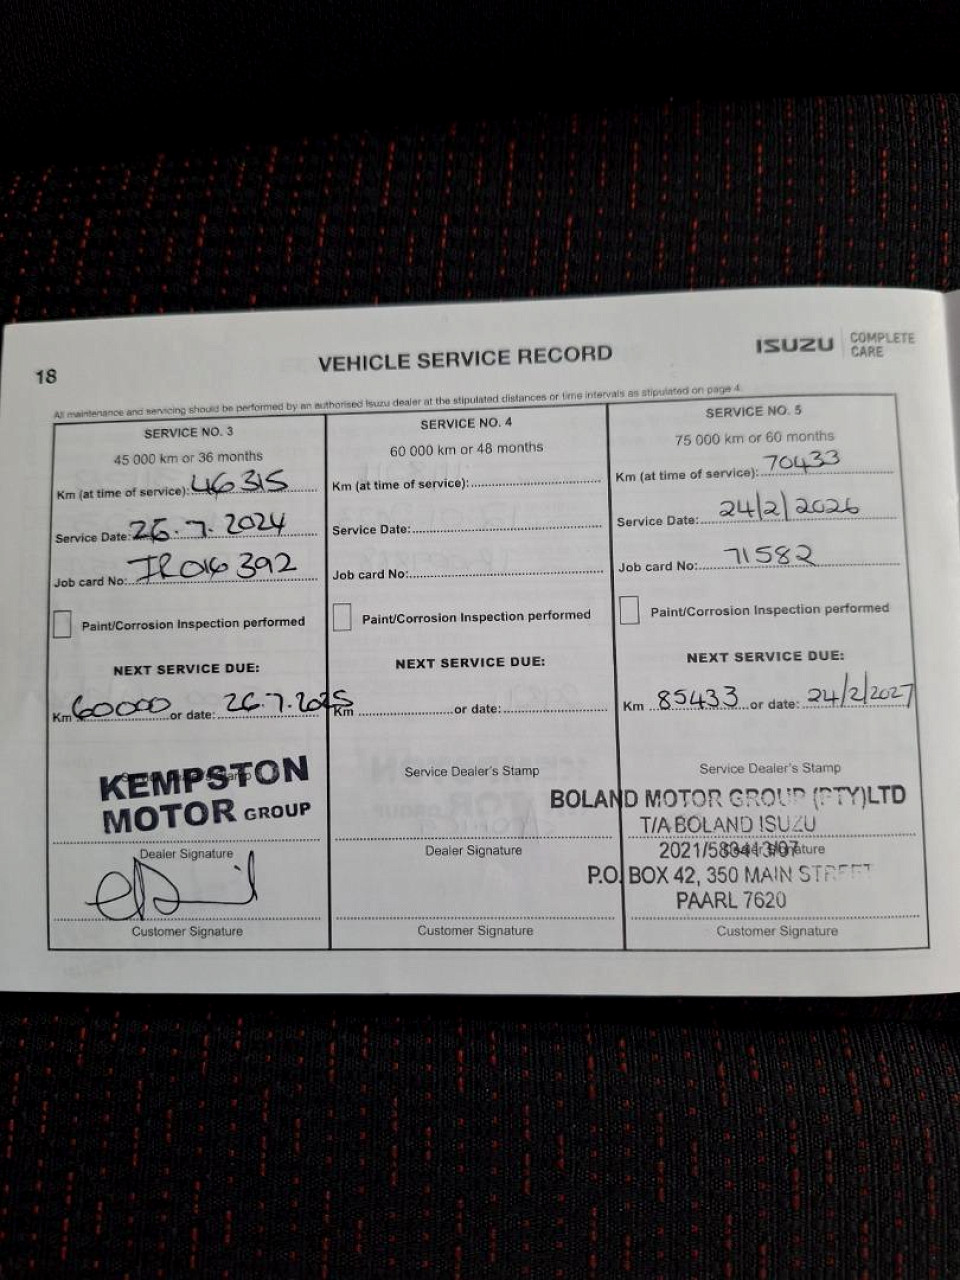 18
VEHICLE SERVICE RECORD
ISUZU COMPLETE CARE
All maintenance and servicing should be performed by an authorised Isuzu dealer at the stipulated distances or time intervals as stipulated on page 4.
SERVICE NO. 3
45 000 km or 36 months
Km (at time of service): 46315
Service Date: 26.7.2024
Job card No: IR016392
Paint/Corrosion Inspection performed
NEXT SERVICE DUE:
Km 60000 or date: 26.7.2025
KEMPSTON
MOTOR GROUP
Dealer Signature
Customer Signature
SERVICE NO. 4
60 000 km or 48 months
Km (at time of service):
Service Date:
Job card No:
Paint/Corrosion Inspection performed
NEXT SERVICE DUE:
Km or date:
Service Dealer's Stamp
Dealer Signature
Customer Signature
SERVICE NO. 5
75 000 km or 60 months
Km (at time of service): 70433
Service Date: 24/2/2026
Job card No: 71582
Paint/Corrosion Inspection performed
NEXT SERVICE DUE:
Km 85433 or date: 24/2/2027
Service Dealer's Stamp
BOLAND MOTOR GROUP (PTY)LTD
T/A BOLAND ISUZU
P.O. BOX 42, 350 MAIN STREET
PAARL 7620
Customer Signature